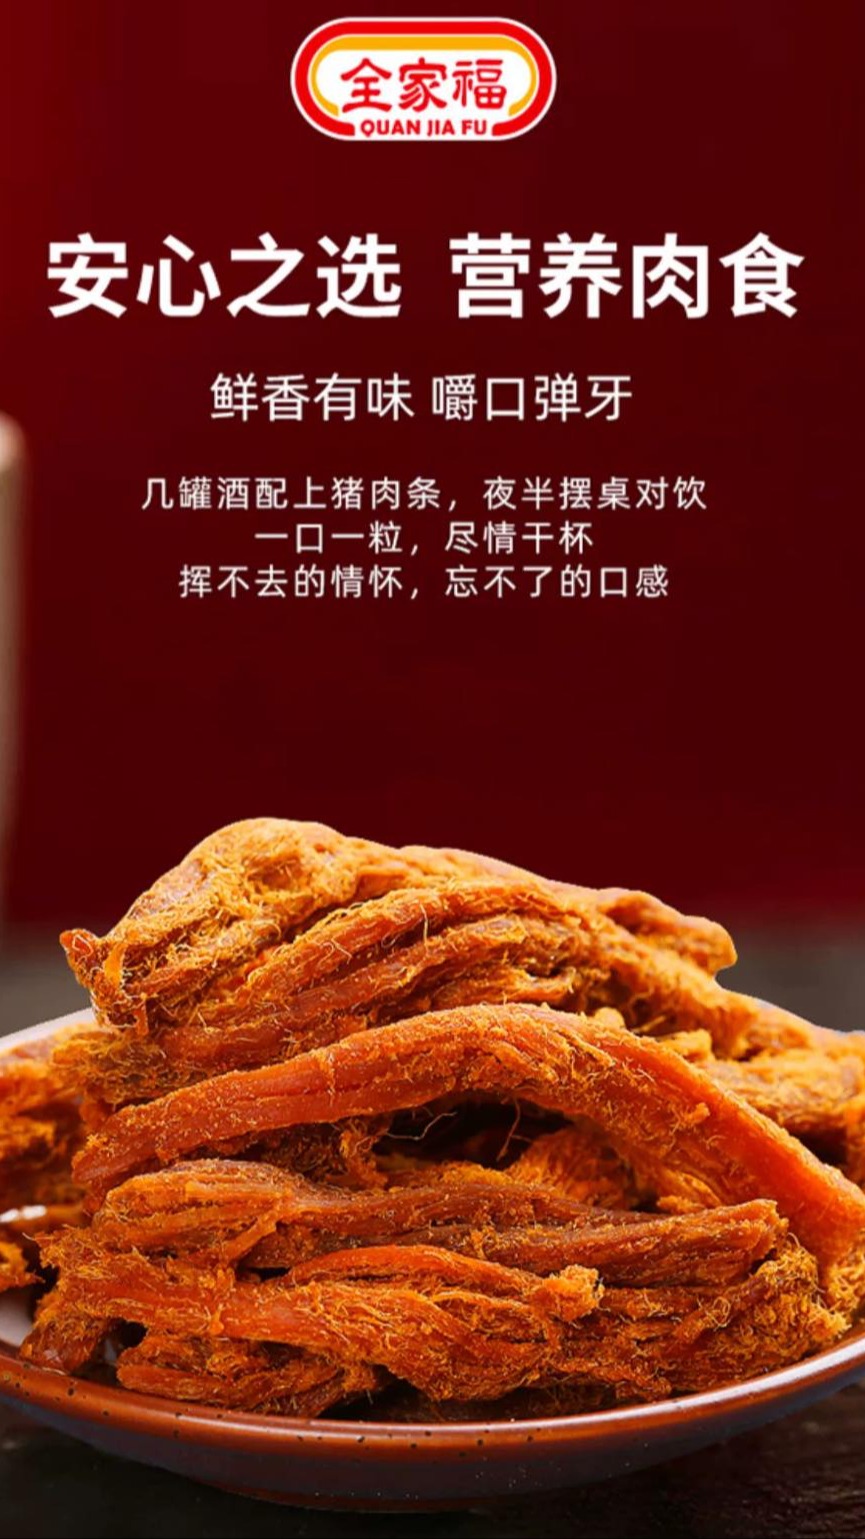 全家福
QUAN JIA FU
安心之选 营养肉食
鲜香有味 嚼口弹牙
几罐酒配上猪肉条，夜半摆桌对饮
一口一粒，尽情干杯
挥不去的情怀，忘不了的口感